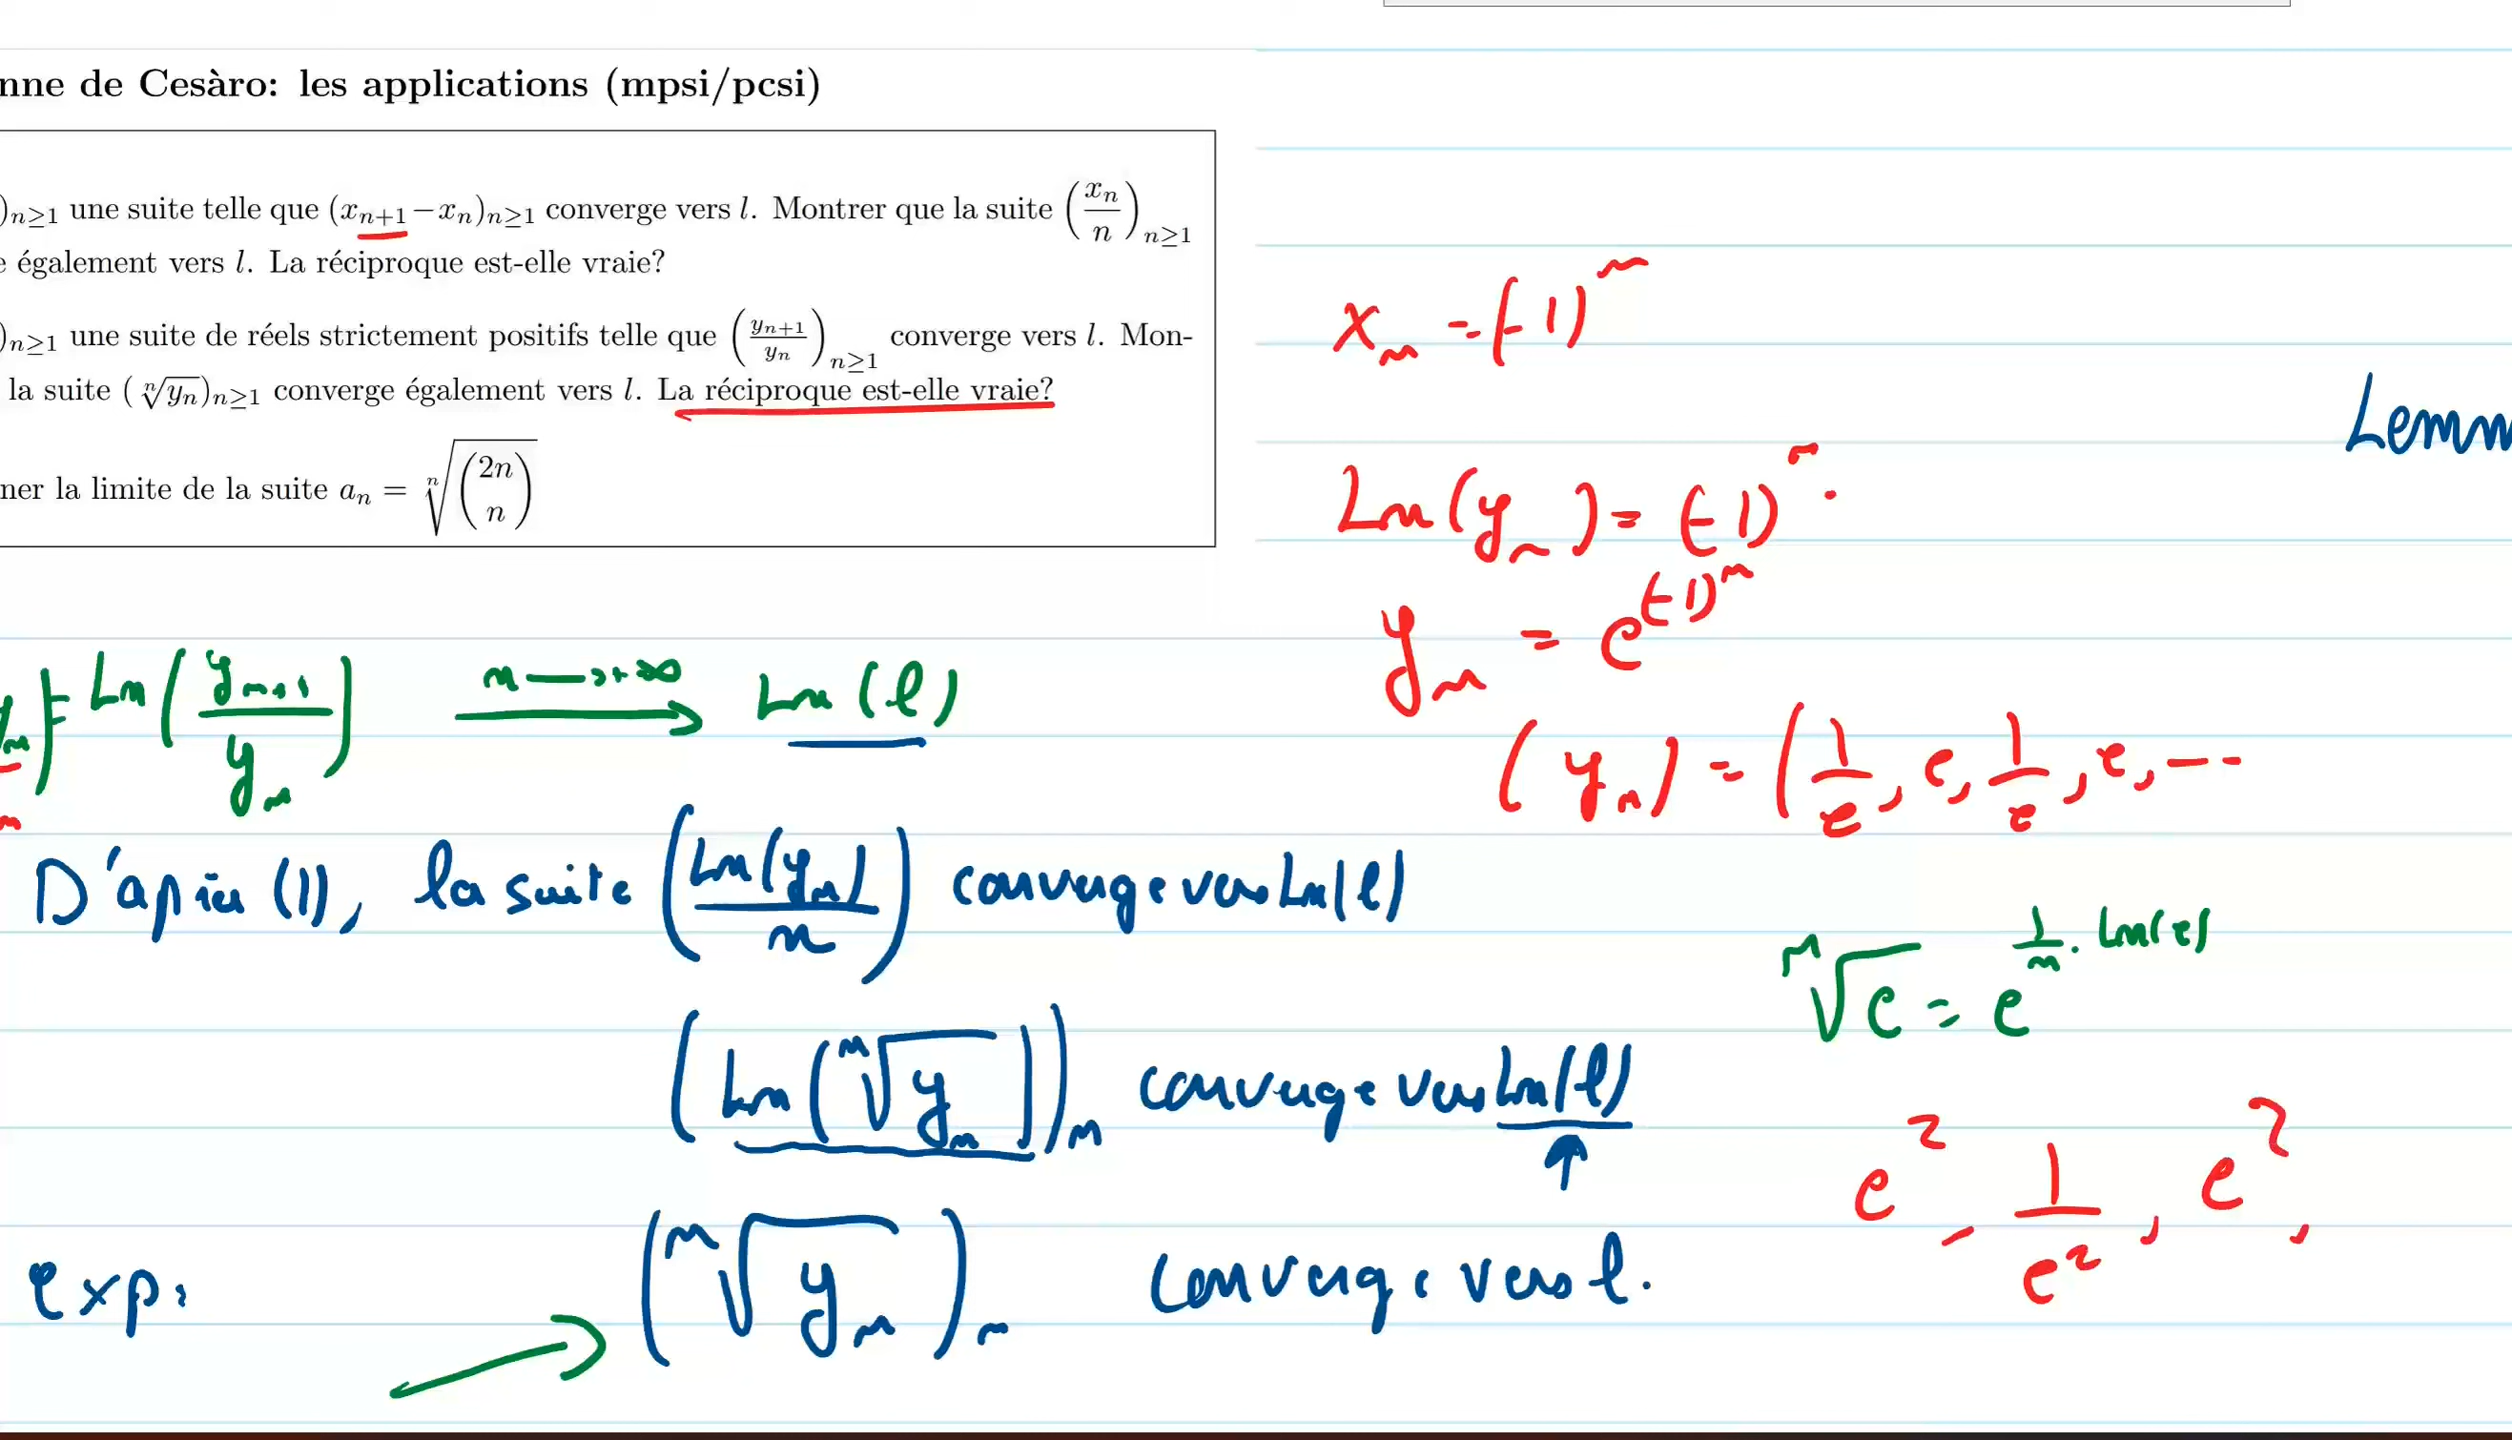 nne de Cesàro: les applications (mpsi/pcsi)
)n≥1 une suite telle que (xn+1−xn)n≥1 converge vers l. Montrer que la suite (xn/n)n≥1
e également vers l. La réciproque est-elle vraie?
)n≥1 une suite de réels strictement positifs telle que (yn+1/yn)n≥1 converge vers l. Mon-
la suite (ⁿ√yn)n≥1 converge également vers l. La réciproque est-elle vraie?
ner la limite de la suite an = ⁿ√(2n n)
xn = (-1)^n
Lemm
Ln(yn) = (-1)^n.
yn = e^(-1)^n
(yn) = (1/e, e, 1/e, e, ---
) = Ln(yn+1/yn) n→+∞ Ln(l)
D'après (1), la suite (Ln(yn)/n) converge vers Ln(l)
ⁿ√e = e^(1/n . Ln(e))
(Ln(ⁿ√yn))n converge vers Ln(l)
e², 1/e², e²,
exp: (ⁿ√yn)n converge vers l.